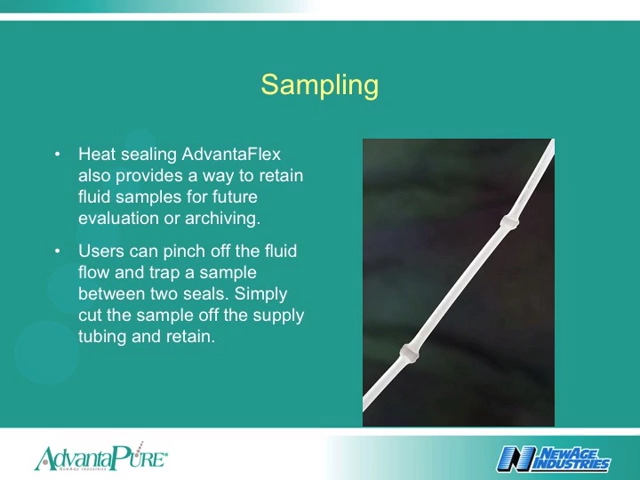 Sampling
• Heat sealing AdvantaFlex
also provides a way to retain
fluid samples for future
evaluation or archiving.
• Users can pinch off the fluid
flow and trap a sample
between two seals. Simply
cut the sample off the supply
tubing and retain.
ADVANTAPURE®
NEWAGE INDUSTRIES
NEWAGE
INDUSTRIES